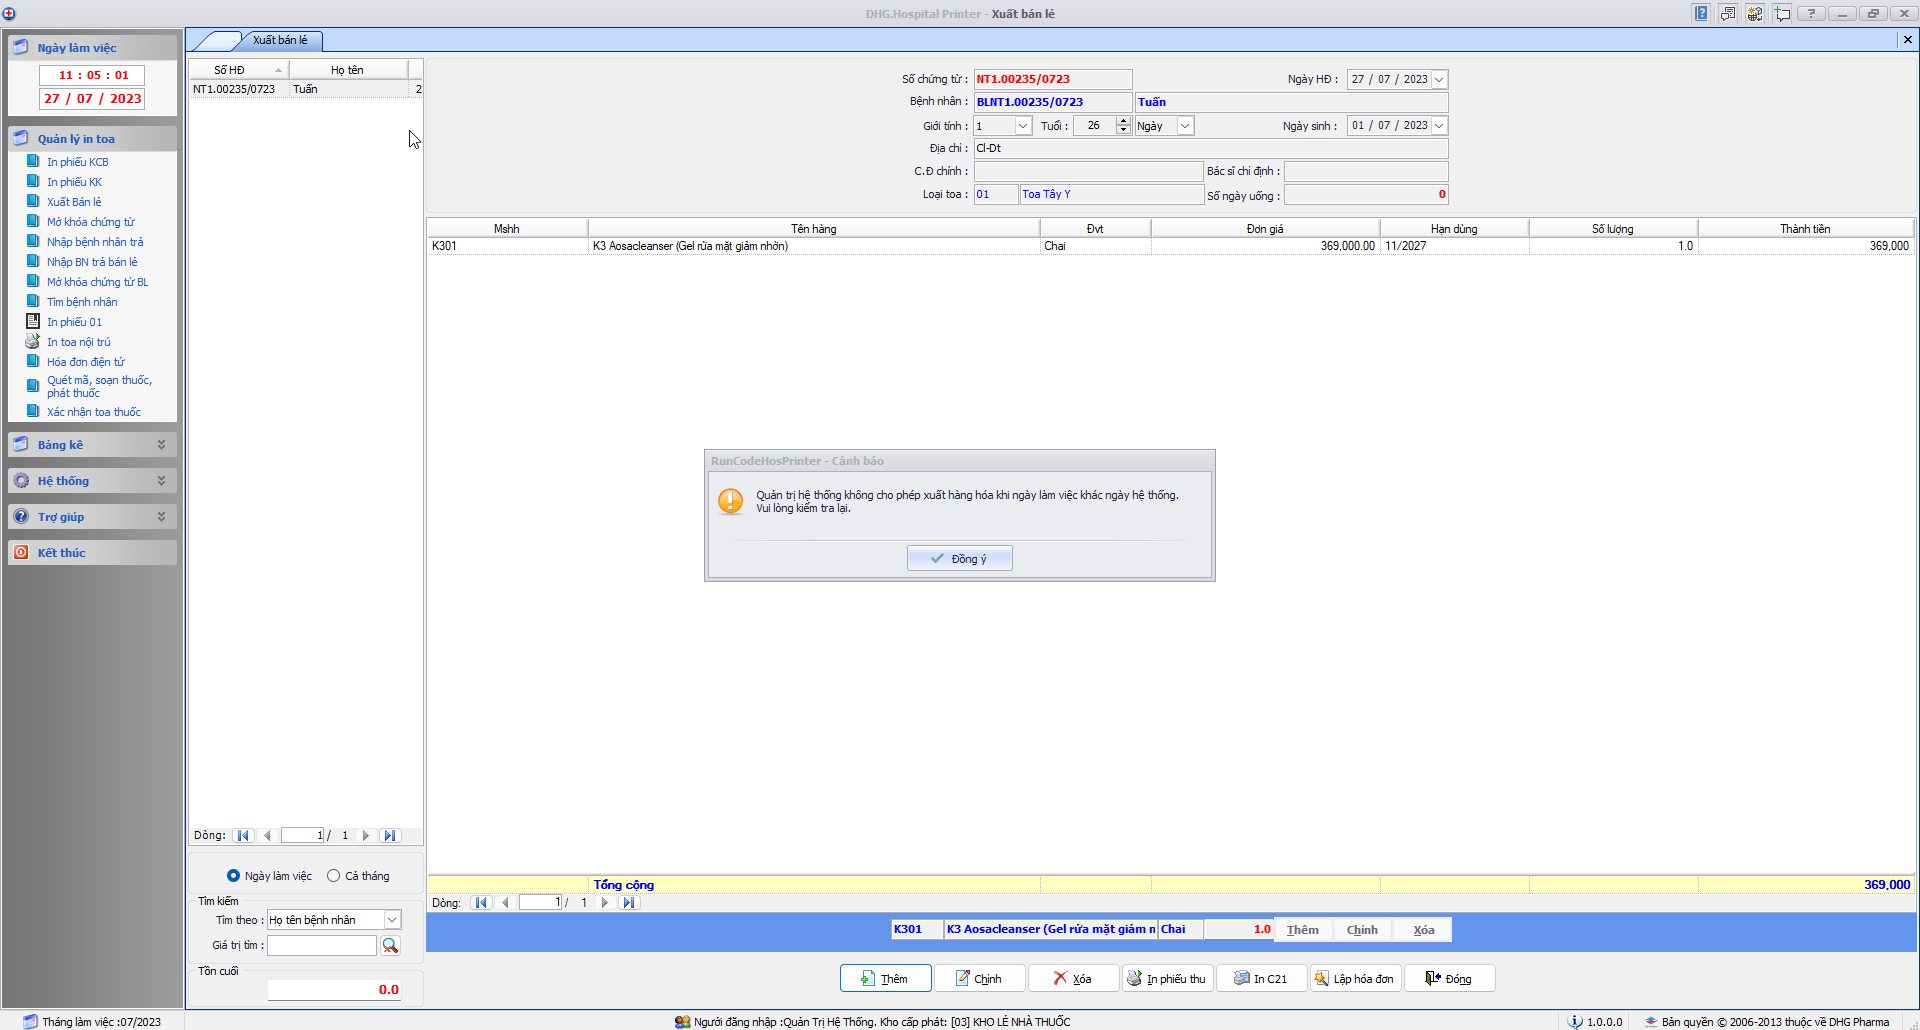 DHG.Hospital Printer - Xuất bán lẻ
Ngày làm việc
11 : 05 : 01
27 / 07 / 2023
Quản lý in toa
In phiếu KCB
In phiếu KK
Xuất Bán lẻ
Mở khóa chứng từ
Nhập bệnh nhân trả
Nhập BN trả bán lẻ
Mở khóa chứng từ BL
Tìm bệnh nhân
In phiếu 01
In toa nội trú
Hóa đơn điện tử
Quét mã, soạn thuốc,
phát thuốc
Xác nhận toa thuốc
Bảng kê
Hệ thống
Trợ giúp
Kết thúc
Xuất bán lẻ
Số HĐ Họ tên
NT1.00235/0723 Tuấn 2
Số chứng từ : NT1.00235/0723 Ngày HĐ : 27 / 07 / 2023
Bệnh nhân : BLNT1.00235/0723 Tuấn
Giới tính : 1 Tuổi : 26 Ngày Ngày sinh : 01 / 07 / 2023
Địa chỉ : Cl-Dt
C.Đ chính : Bác sĩ chỉ định :
Loại toa : 01 Toa Tây Y Số ngày uống : 0
Mshh Tên hàng Đvt Đơn giá Hạn dùng Số lượng Thành tiền
K301 K3 Aosacleanser (Gel rửa mặt giảm nhờn) Chai 369,000.00 11/2027 1.0 369,000
RunCodeHosPrinter - Cảnh báo
Quản trị hệ thống không cho phép xuất hàng hóa khi ngày làm việc khác ngày hệ thống.
Vui lòng kiểm tra lại.
Đồng ý
Dòng: 1 / 1
Ngày làm việc Cả tháng
Tìm kiếm
Tìm theo : Họ tên bệnh nhân
Giá trị tìm :
Tồn cuối
0.0
Tổng cộng 369,000
Dòng: 1 / 1
K301 K3 Aosacleanser (Gel rửa mặt giảm n Chai 1.0 Thêm Chỉnh Xóa
Thêm Chỉnh Xóa In phiếu thu In C21 Lập hóa đơn Đóng
Tháng làm việc :07/2023 Người đăng nhập :Quản Trị Hệ Thống. Kho cấp phát: [03] KHO LẺ NHÀ THUỐC 1.0.0.0 Bản quyền © 2006-2013 thuộc về DHG Pharma